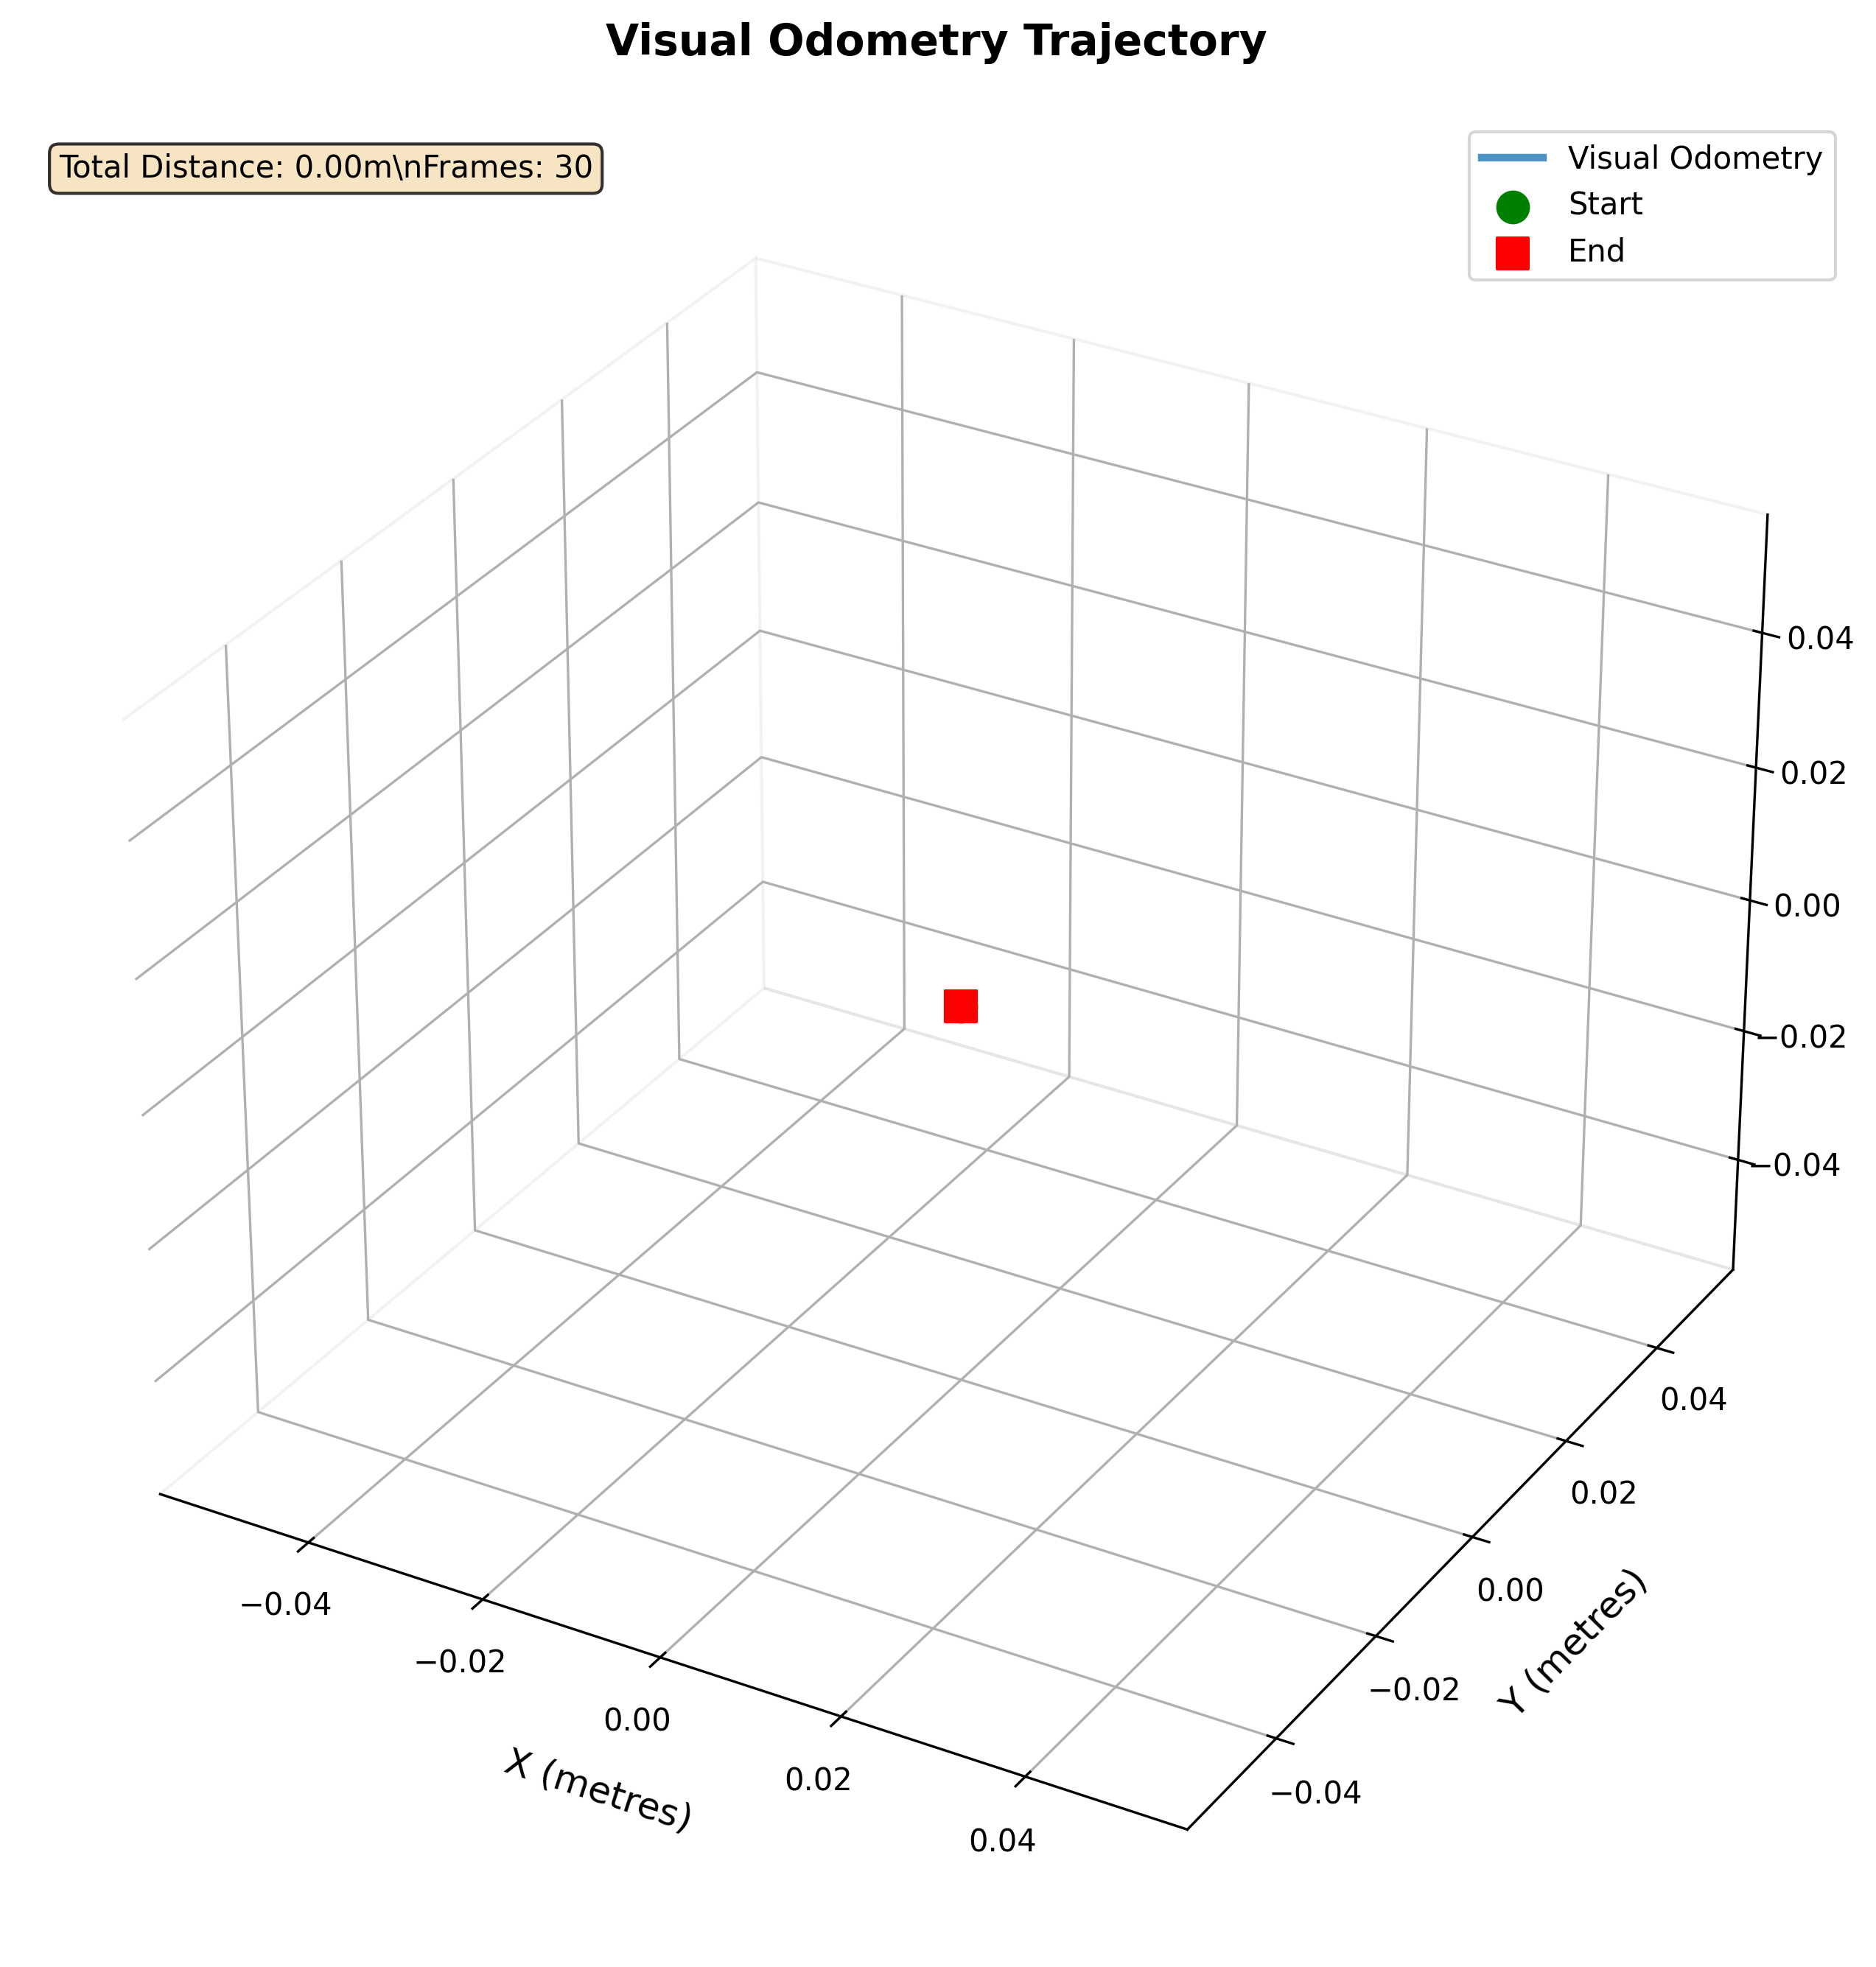 Visual Odometry Trajectory
Total Distance: 0.00m\nFrames: 30
Visual Odometry
Start
End
0.04
0.02
0.00
−0.02
−0.04
0.04
0.02
0.00
−0.02
−0.04
Y (metres)
−0.04
−0.02
0.00
0.02
0.04
X (metres)